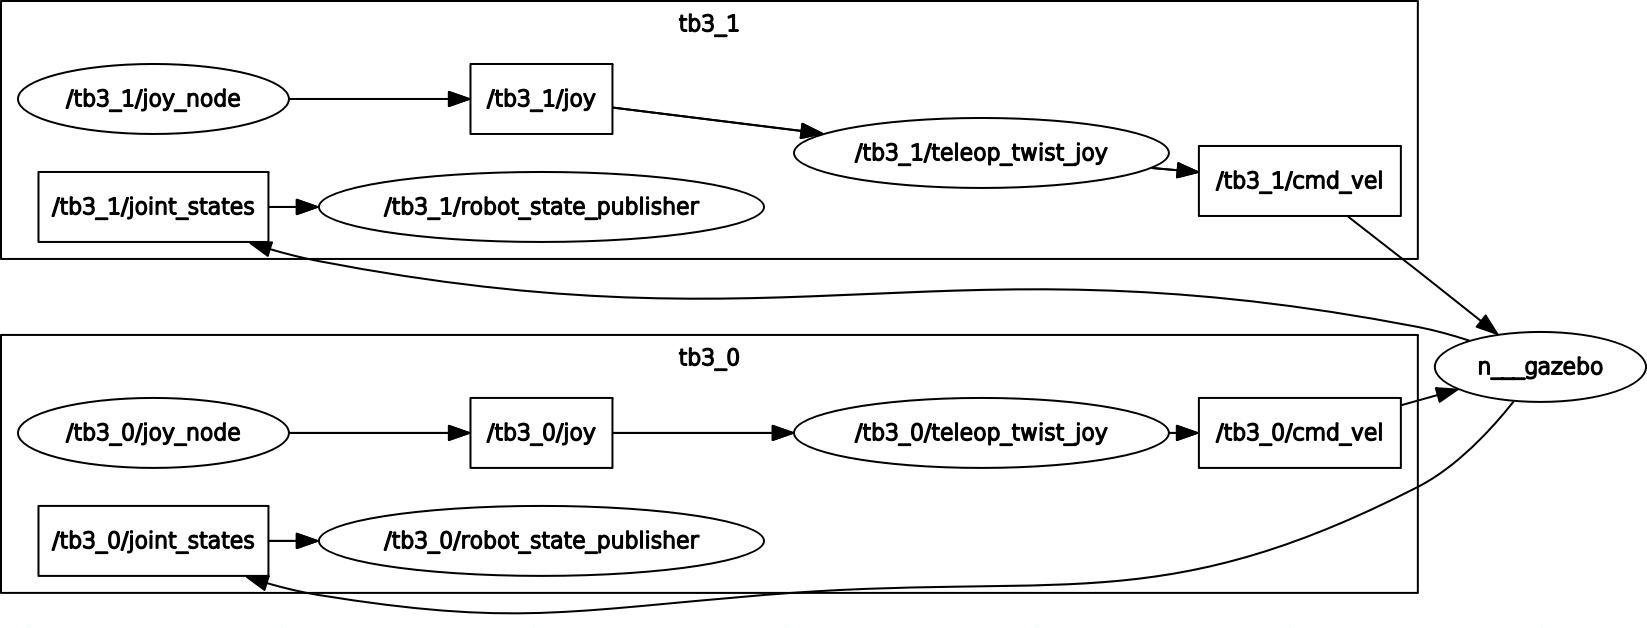 tb3_1
/tb3_1/joy_node
/tb3_1/joy
/tb3_1/teleop_twist_joy
/tb3_1/cmd_vel
/tb3_1/joint_states
/tb3_1/robot_state_publisher
tb3_0
n___gazebo
/tb3_0/joy_node
/tb3_0/joy
/tb3_0/teleop_twist_joy
/tb3_0/cmd_vel
/tb3_0/joint_states
/tb3_0/robot_state_publisher